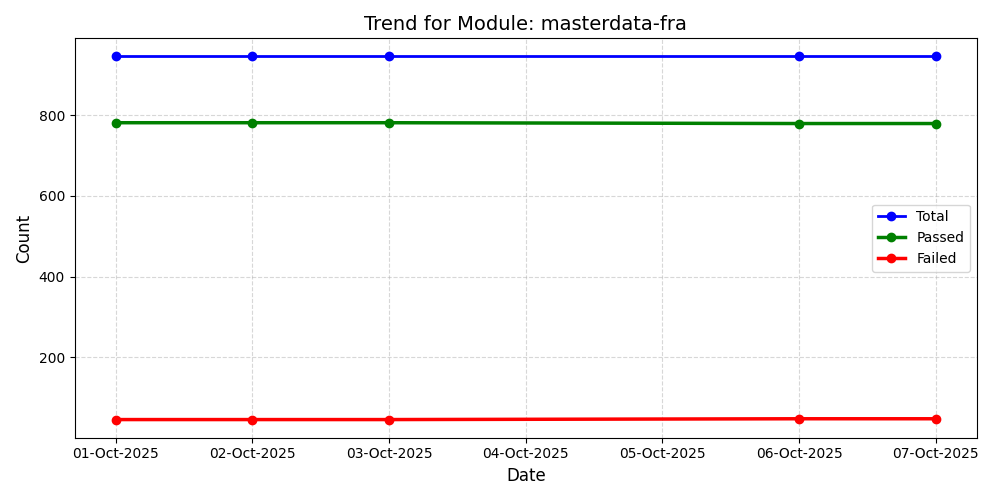 Trend for Module: masterdata-fra
Count
800
600
400
200
Total
Passed
Failed
01-Oct-2025 02-Oct-2025 03-Oct-2025 04-Oct-2025 05-Oct-2025 06-Oct-2025 07-Oct-2025
Date